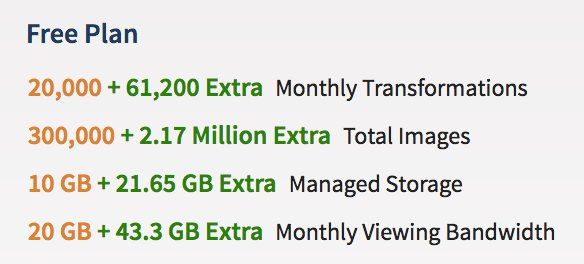 Free Plan
20,000 + 61,200 Extra Monthly Transformations
300,000 + 2.17 Million Extra Total Images
10 GB + 21.65 GB Extra Managed Storage
20 GB + 43.3 GB Extra Monthly Viewing Bandwidth